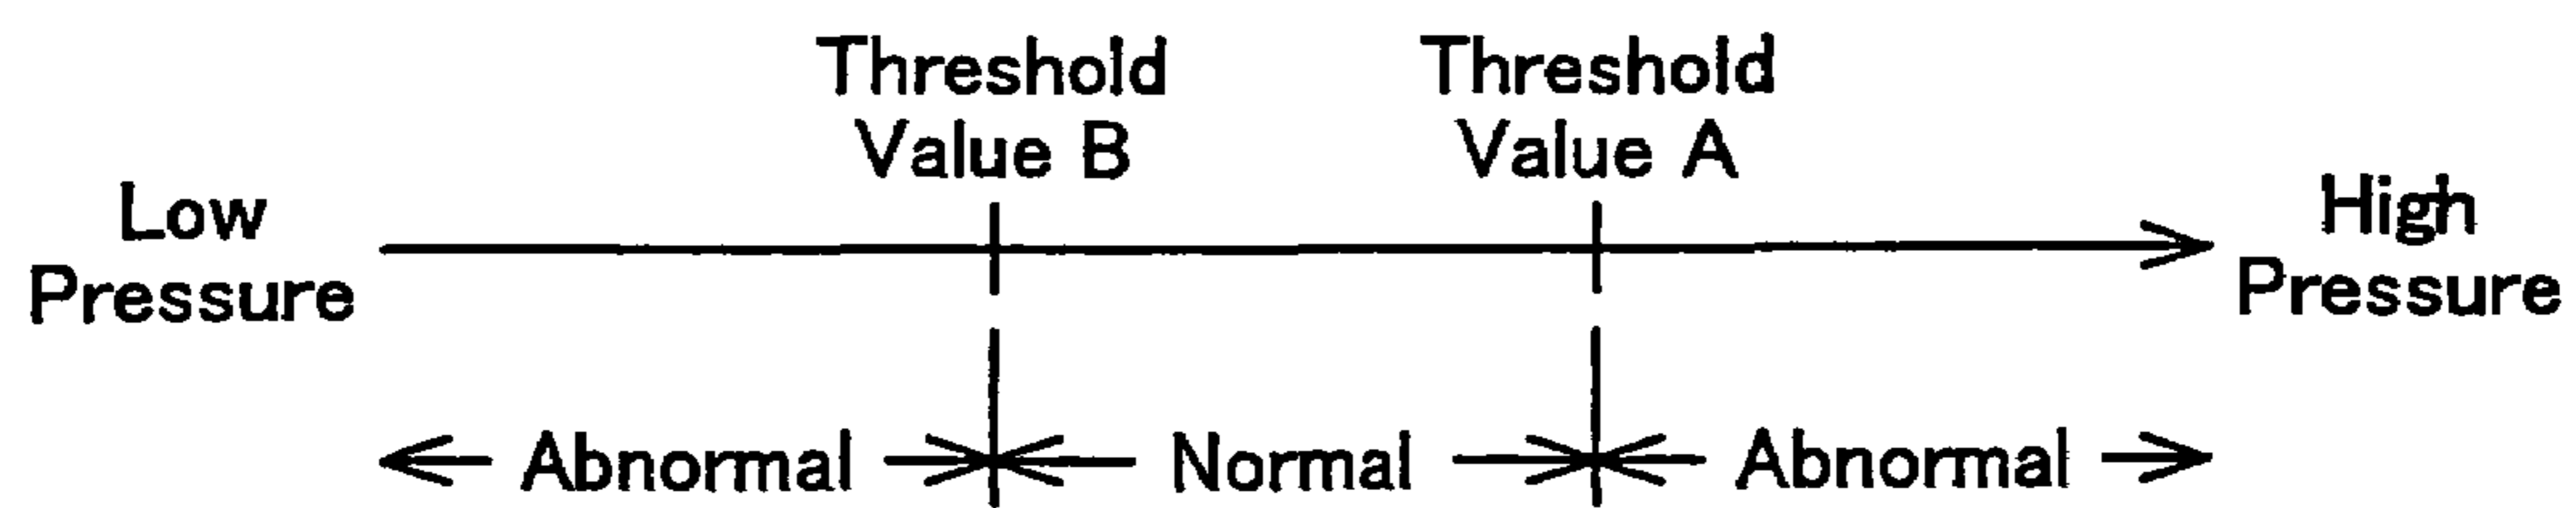 Threshold
Value B
Threshold
Value A
Low
Pressure
High
Pressure
Abnormal
Normal
Abnormal